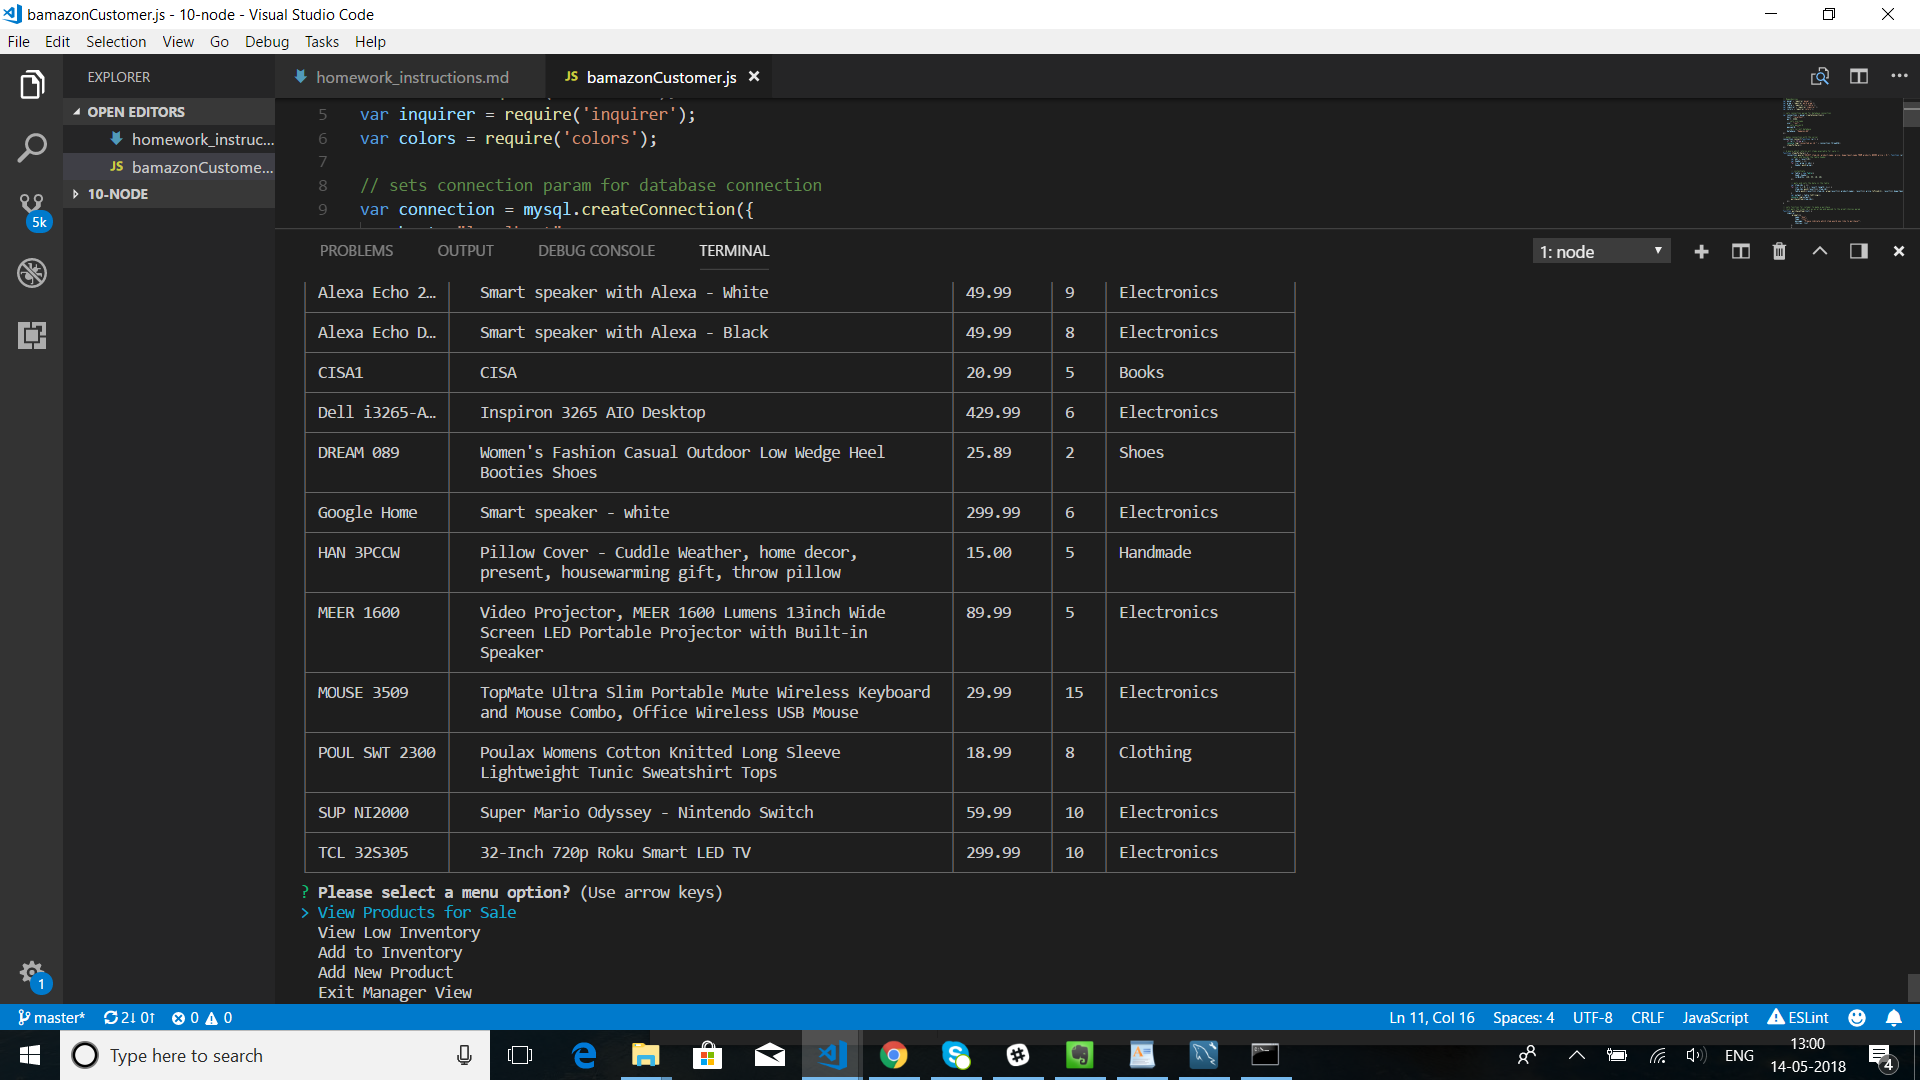 bamazonCustomer.js - 10-node - Visual Studio Code
File Edit Selection View Go Debug Tasks Help
EXPLORER
OPEN EDITORS
homework_instruc...
JS bamazonCustome...
10-NODE
5k
1
homework_instructions.md
JS bamazonCustomer.js
5 var inquirer = require('inquirer');
6 var colors = require('colors');
7
8 // sets connection param for database connection
9 var connection = mysql.createConnection({
PROBLEMS OUTPUT DEBUG CONSOLE TERMINAL
1: node
Alexa Echo 2… Smart speaker with Alexa - White 49.99 9 Electronics
Alexa Echo D… Smart speaker with Alexa - Black 49.99 8 Electronics
CISA1 CISA 20.99 5 Books
Dell i3265-A… Inspiron 3265 AIO Desktop 429.99 6 Electronics
DREAM 089 Women's Fashion Casual Outdoor Low Wedge Heel 25.89 2 Shoes
Booties Shoes
Google Home Smart speaker - white 299.99 6 Electronics
HAN 3PCCW Pillow Cover - Cuddle Weather, home decor, 15.00 5 Handmade
present, housewarming gift, throw pillow
MEER 1600 Video Projector, MEER 1600 Lumens 13inch Wide 89.99 5 Electronics
Screen LED Portable Projector with Built-in
Speaker
MOUSE 3509 TopMate Ultra Slim Portable Mute Wireless Keyboard 29.99 15 Electronics
and Mouse Combo, Office Wireless USB Mouse
POUL SWT 2300 Poulax Womens Cotton Knitted Long Sleeve 18.99 8 Clothing
Lightweight Tunic Sweatshirt Tops
SUP NI2000 Super Mario Odyssey - Nintendo Switch 59.99 10 Electronics
TCL 32S305 32-Inch 720p Roku Smart LED TV 299.99 10 Electronics
? Please select a menu option? (Use arrow keys)
> View Products for Sale
View Low Inventory
Add to Inventory
Add New Product
Exit Manager View
master* 2↓ 0↑ 0 0
Ln 11, Col 16 Spaces: 4 UTF-8 CRLF JavaScript ESLint
Type here to search
ENG
13:00
14-05-2018
4